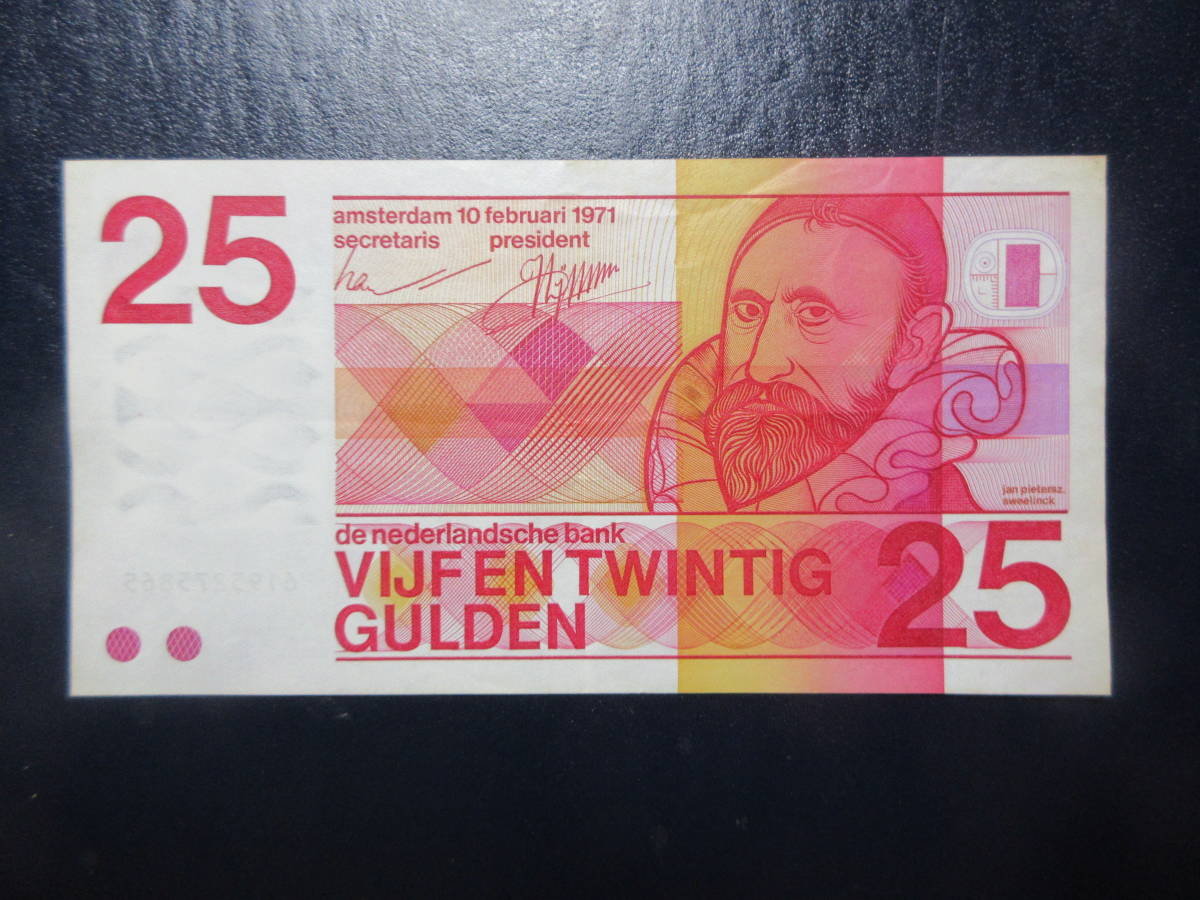 25
amsterdam 10 februari 1971
secretaris president
jan pietersz.
sweelinck
de nederlandsche bank
VIJF EN TWINTIG
GULDEN
25